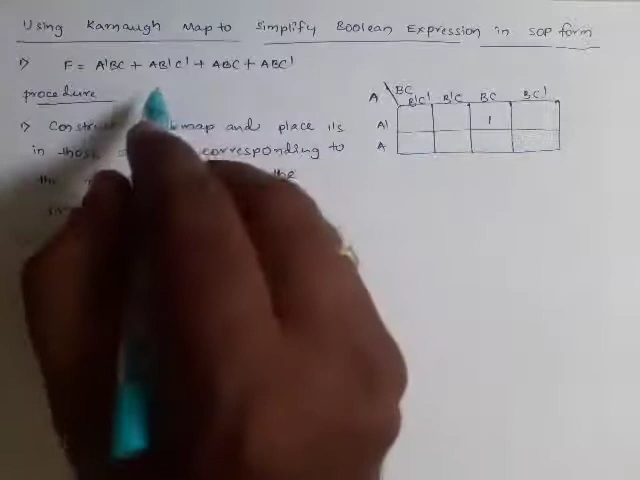 Using Karnaugh Map to simplify Boolean Expression in SOP form
1) F = A'BC + AB'C' + ABC + ABC'
procedure
1) Construct map and place 1s
in those corresponding to
the the
A BC
B'C' B'C BC BC'
A' 1
A